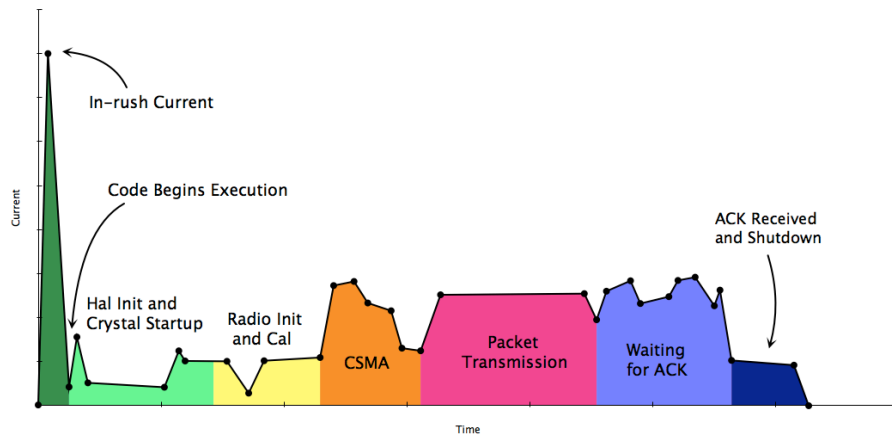 In-rush Current
Code Begins Execution
Current
ACK Received
and Shutdown
Hal Init and
Crystal Startup
Radio Init
and Cal
CSMA
Packet
Transmission
Waiting
for ACK
Time